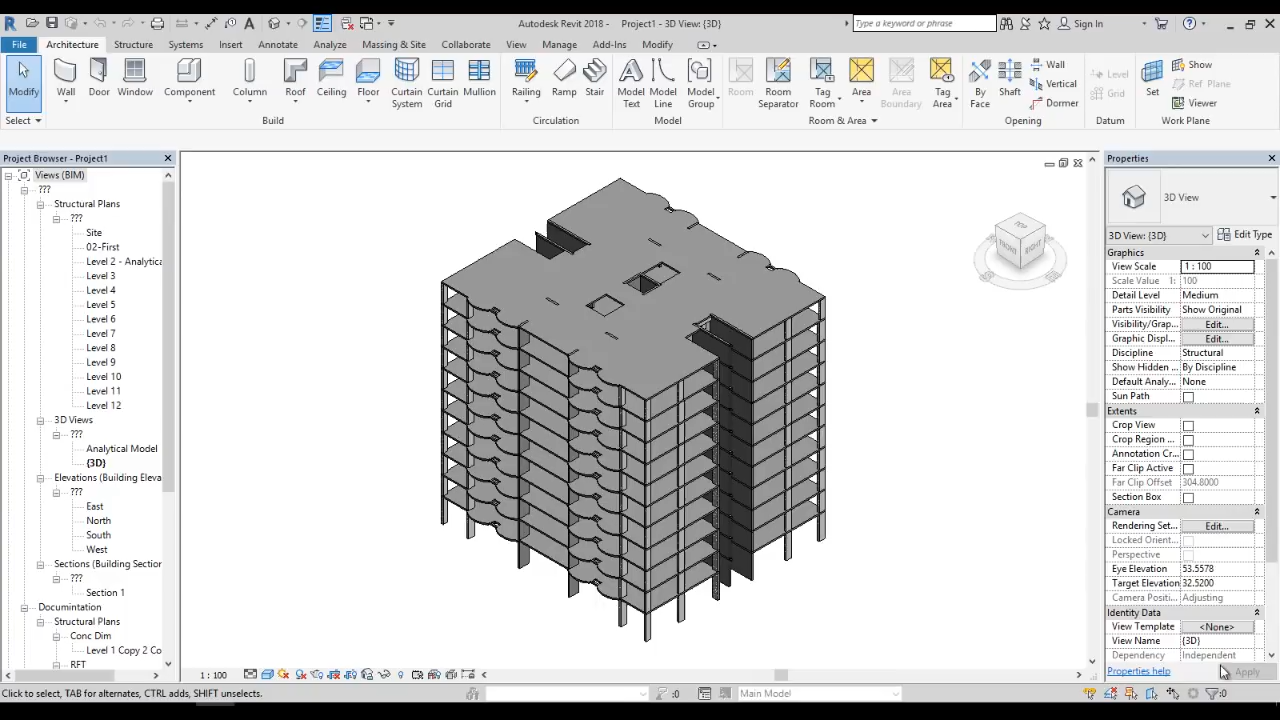 Autodesk Revit 2018 - Project1 - 3D View: {3D}
Type a keyword or phrase
Sign In
File Architecture Structure Systems Insert Annotate Analyze Massing & Site Collaborate View Manage Add-Ins Modify
Modify Wall Door Window Component Column Roof Ceiling Floor Curtain System Curtain Grid Mullion Railing Ramp Stair Model Text Model Line Model Group Room Room Separator Tag Room Area Area Boundary Tag Area By Face Shaft Wall Vertical Dormer Level Grid Set Show Ref Plane Viewer
Select Build Circulation Model Room & Area Opening Datum Work Plane
Project Browser - Project1
Views (BIM)
???
Structural Plans
???
Site
02-First
Level 2 - Analytica
Level 3
Level 4
Level 5
Level 6
Level 7
Level 8
Level 9
Level 10
Level 11
Level 12
3D Views
???
Analytical Model
{3D}
Elevations (Building Eleva
???
East
North
South
West
Sections (Building Section
???
Section 1
Documintation
Structural Plans
Conc Dim
Level 1 Copy 2 Co
RFT
TOP
FRONT
RIGHT
Properties
3D View
3D View: {3D} Edit Type
Graphics
View Scale 1 : 100
Scale Value 1: 100
Detail Level Medium
Parts Visibility Show Original
Visibility/Grap... Edit...
Graphic Displ... Edit...
Discipline Structural
Show Hidden ... By Discipline
Default Analy... None
Sun Path
Extents
Crop View
Crop Region ...
Annotation Cr...
Far Clip Active
Far Clip Offset 304.8000
Section Box
Camera
Rendering Set... Edit...
Locked Orient...
Perspective
Eye Elevation 53.5578
Target Elevation 32.5200
Camera Positi... Adjusting
Identity Data
View Template <None>
View Name {3D}
Dependency Independent
Properties help Apply
1 : 100
Click to select, TAB for alternates, CTRL adds, SHIFT unselects.
:0
Main Model
:0